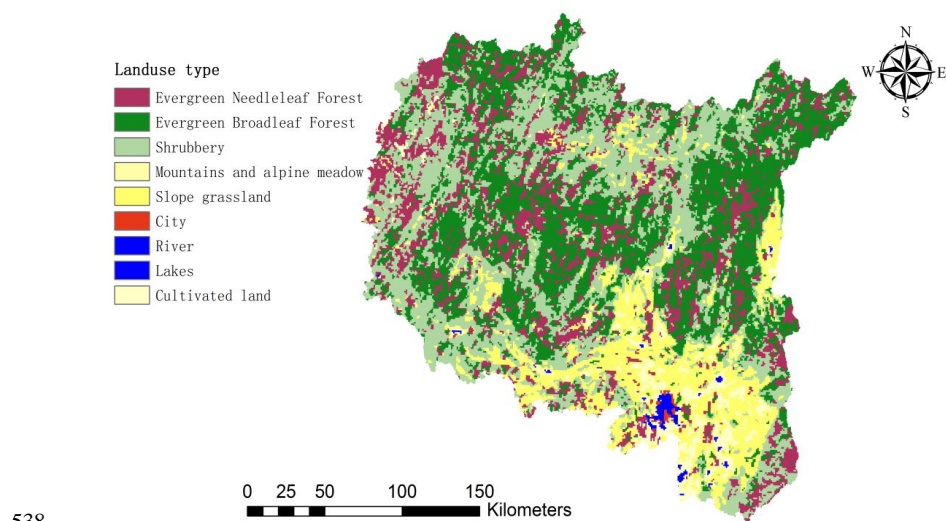 Landuse type
Evergreen Needleleaf Forest
Evergreen Broadleaf Forest
Shrubbery
Mountains and alpine meadow
Slope grassland
City
River
Lakes
Cultivated land
N
W E
S
0 25 50 100 150
Kilometers
538